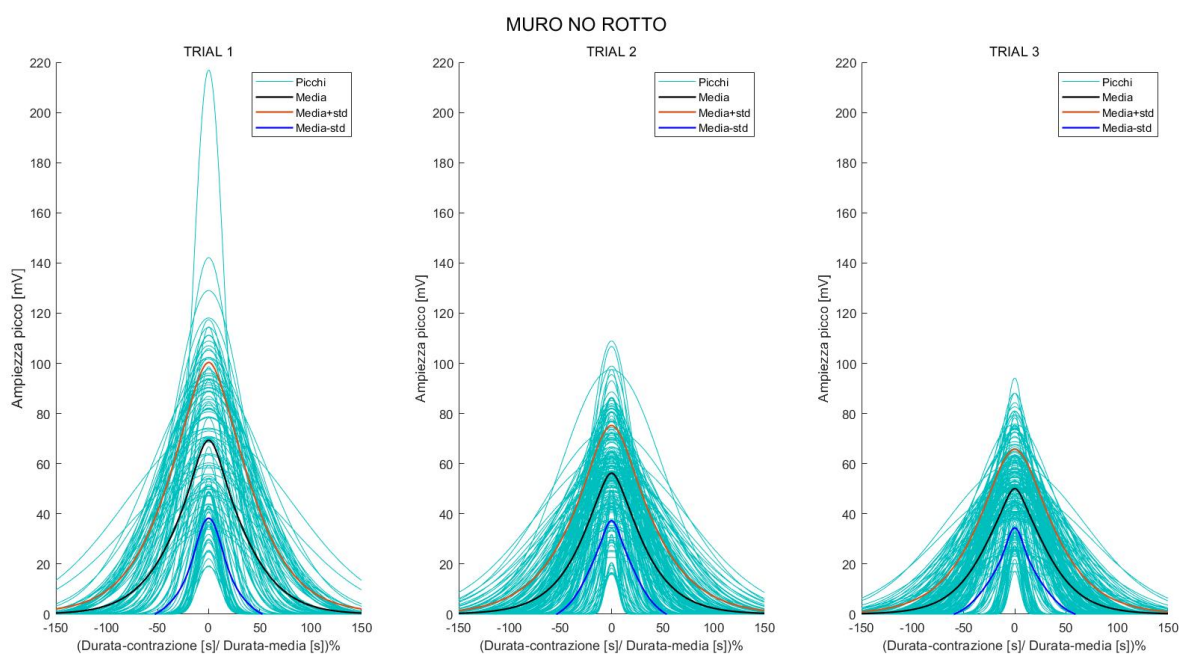 MURO NO ROTTO
TRIAL 1
220
200
180
160
140
120
100
80
60
40
20
0
-150 -100 -50 0 50 100 150
Ampiezza picco [mV]
(Durata-contrazione [s]/ Durata-media [s])%
Picchi
Media
Media+std
Media-std
TRIAL 2
220
200
180
160
140
120
100
80
60
40
20
0
-150 -100 -50 0 50 100 150
Ampiezza picco [mV]
(Durata-contrazione [s]/ Durata-media [s])%
Picchi
Media
Media+std
Media-std
TRIAL 3
220
200
180
160
140
120
100
80
60
40
20
0
-150 -100 -50 0 50 100 150
Ampiezza picco [mV]
(Durata-contrazione [s]/ Durata-media [s])%
Picchi
Media
Media+std
Media-std